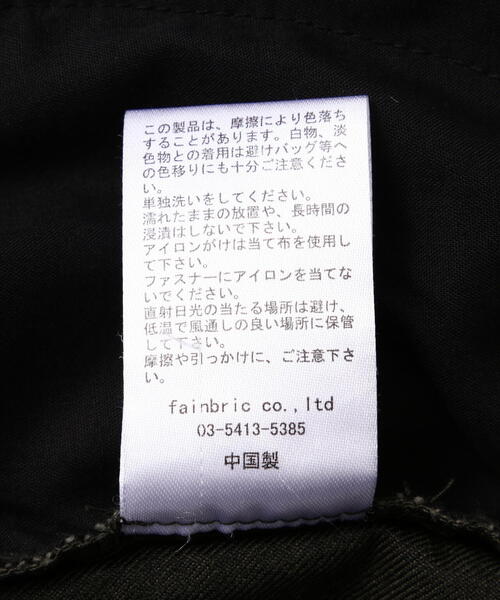 この製品は、摩擦により色落ち
することがあります。白物、淡
色物との着用は避けバッグ等へ
の色移りにも十分ご注意くださ
い。
単独洗いをしてください。
濡れたままの放置や、長時間の
浸漬はしないで下さい。
アイロンがけは当て布を使用し
て下さい。
ファスナーにアイロンを当てな
いでください。
直射日光の当たる場所は避け、
低温で風通しの良い場所に保管
して下さい。
摩擦や引っかけに、ご注意下さ
い。
fainbric co.,ltd
03-5413-5385
中国製